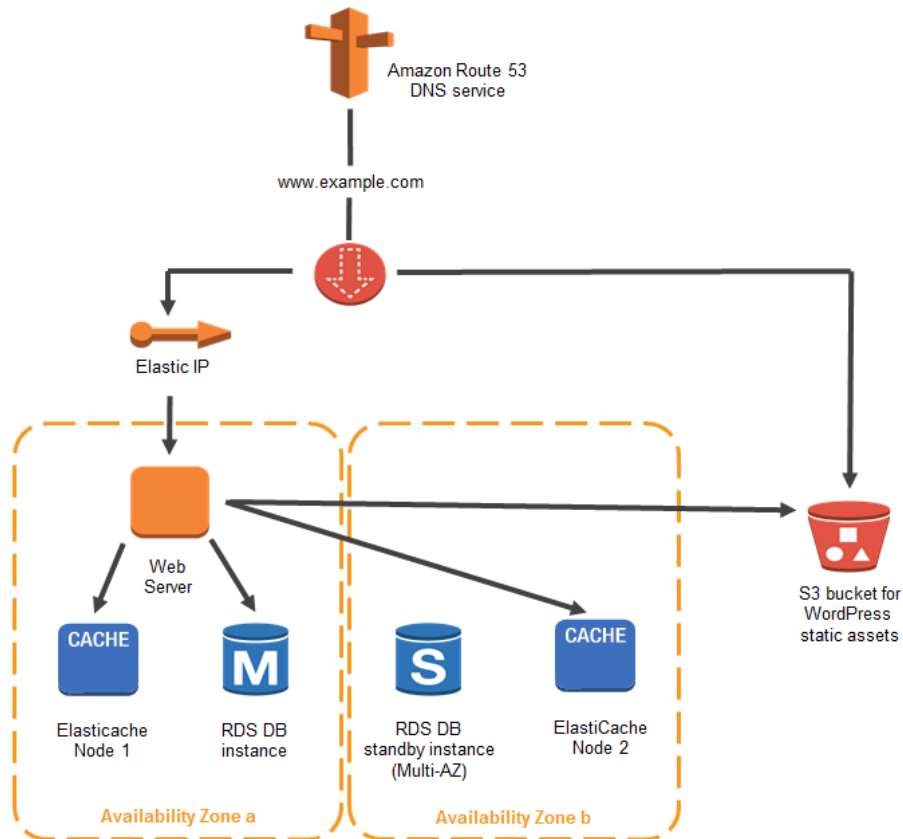 Amazon Route 53
DNS service
www.example.com
Elastic IP
Web
Server
CACHE
Elasticache
Node 1
M
RDS DB
instance
S
RDS DB
standby instance
(Multi-AZ)
CACHE
ElastiCache
Node 2
S3 bucket for
WordPress
static assets
Availability Zone a
Availability Zone b